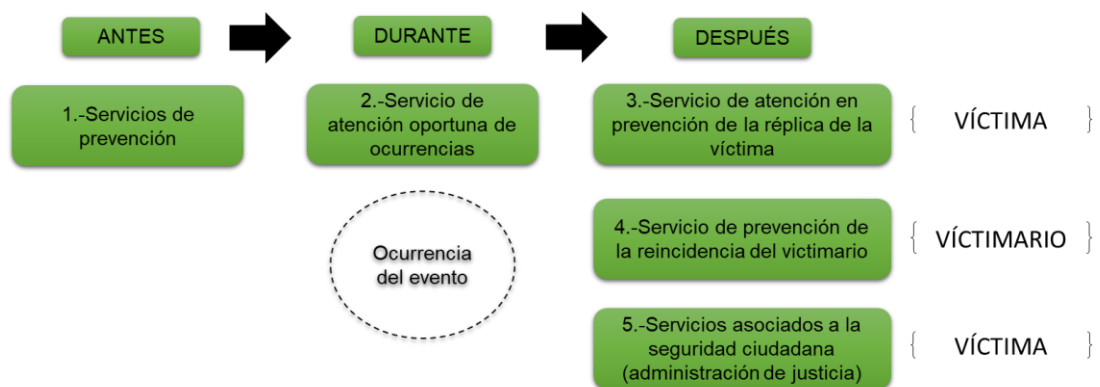 ANTES
DURANTE
DESPUÉS
1.-Servicios de
prevención
2.-Servicio de
atención oportuna de
ocurrencias
3.-Servicio de atención en
prevención de la réplica de la
víctima
{ VÍCTIMA }
Ocurrencia
del evento
4.-Servicio de prevención de
la reincidencia del victimario
{ VÍCTIMARIO }
5.-Servicios asociados a la
seguridad ciudadana
(administración de justicia)
{ VÍCTIMA }